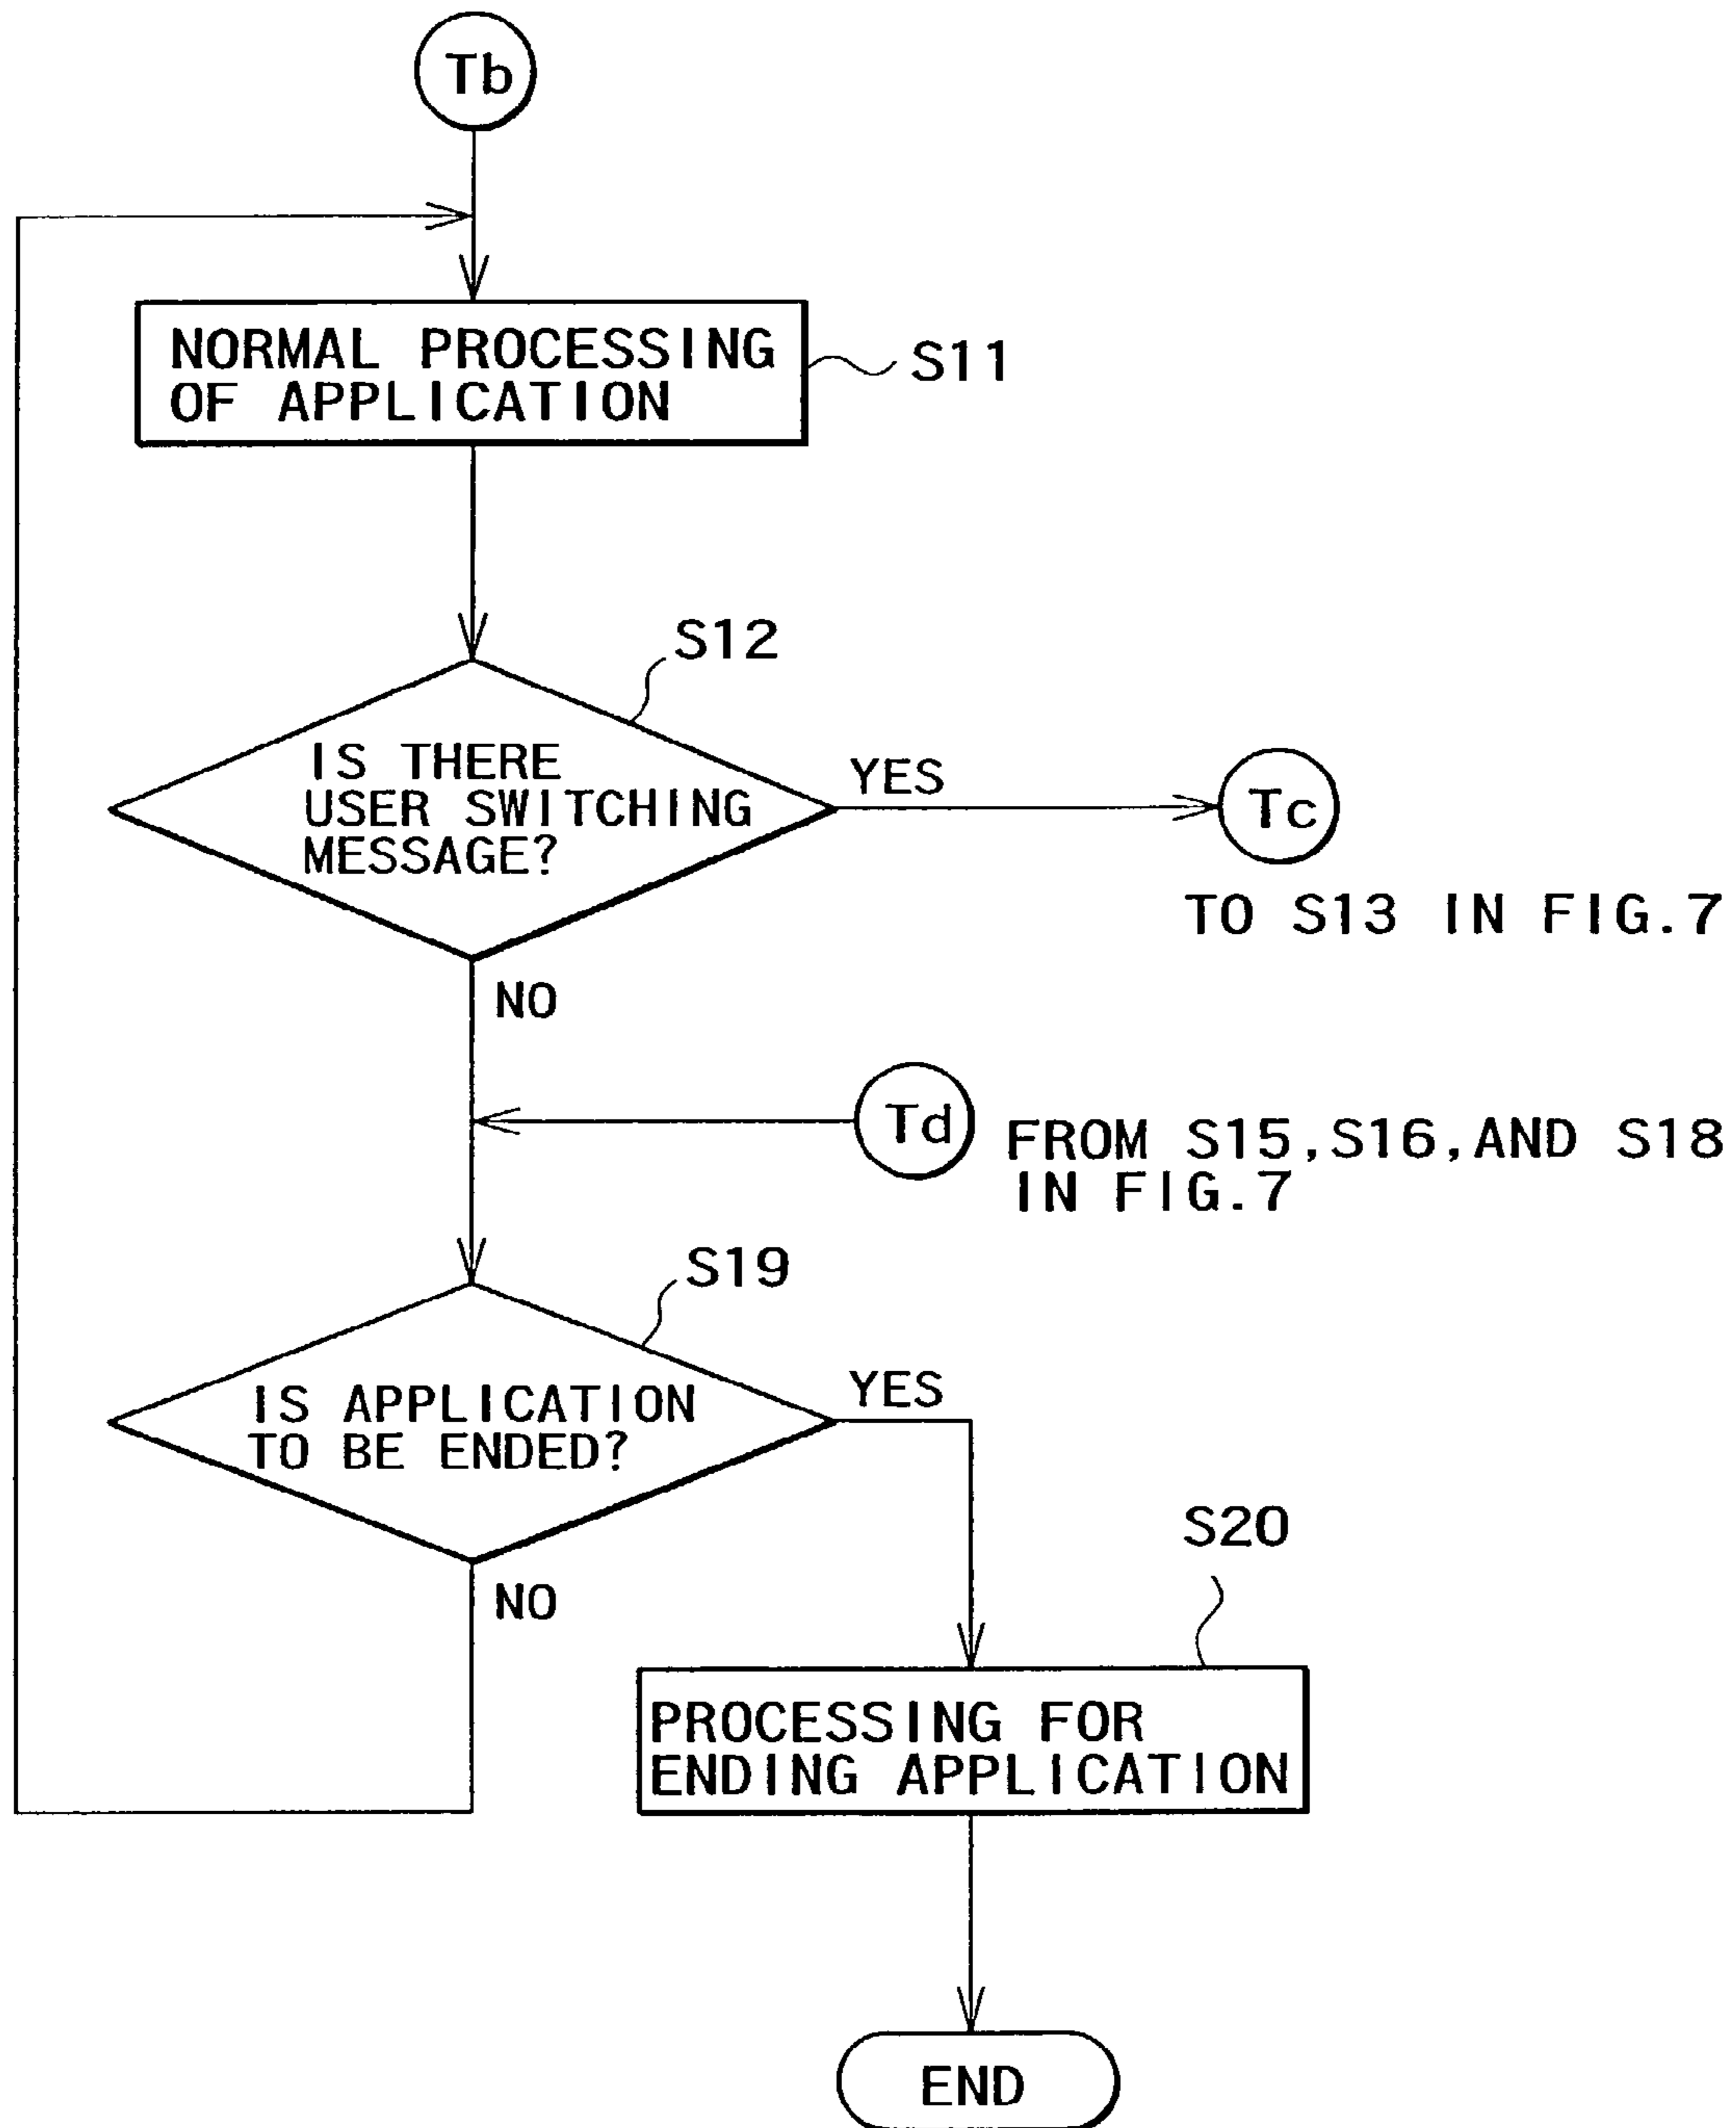 Tb
NORMAL PROCESSING
OF APPLICATION
S11
S12
IS THERE
USER SWITCHING
MESSAGE?
YES
Tc
TO S13 IN FIG.7
NO
Td
FROM S15,S16,AND S18
IN FIG.7
S19
IS APPLICATION
TO BE ENDED?
YES
NO
S20
PROCESSING FOR
ENDING APPLICATION
END